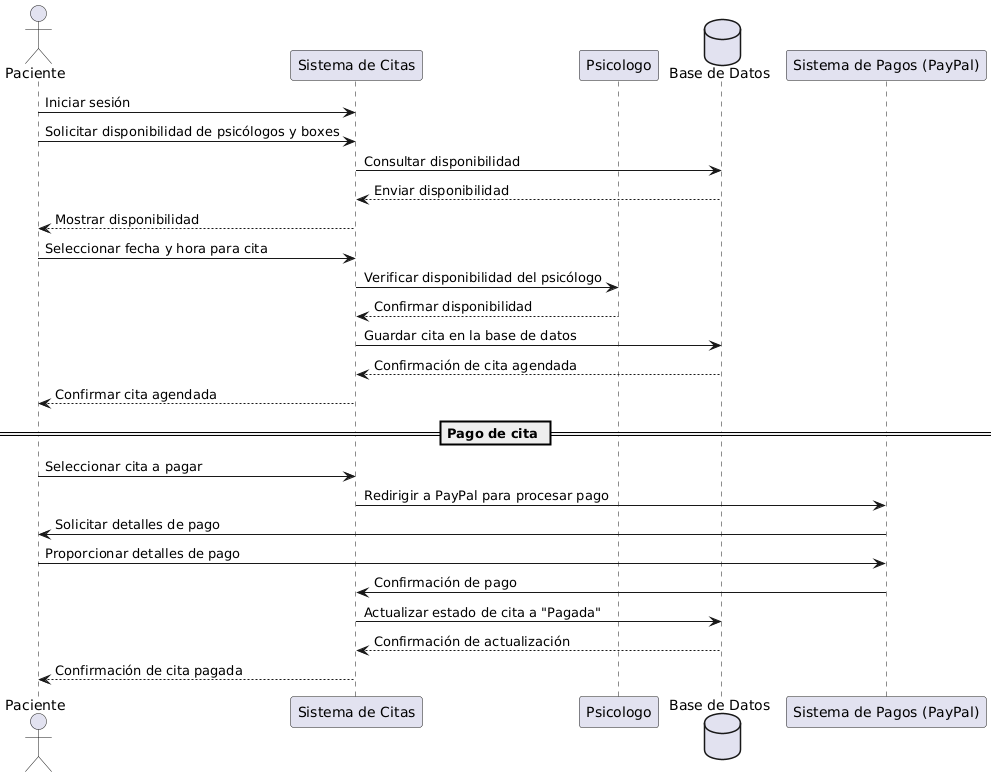 Paciente
Sistema de Citas
Psicologo
Base de Datos
Sistema de Pagos (PayPal)
Iniciar sesión
Solicitar disponibilidad de psicólogos y boxes
Consultar disponibilidad
Enviar disponibilidad
Mostrar disponibilidad
Seleccionar fecha y hora para cita
Verificar disponibilidad del psicólogo
Confirmar disponibilidad
Guardar cita en la base de datos
Confirmación de cita agendada
Confirmar cita agendada
Pago de cita
Seleccionar cita a pagar
Redirigir a PayPal para procesar pago
Solicitar detalles de pago
Proporcionar detalles de pago
Confirmación de pago
Actualizar estado de cita a "Pagada"
Confirmación de actualización
Confirmación de cita pagada
Paciente
Sistema de Citas
Psicologo
Base de Datos
Sistema de Pagos (PayPal)